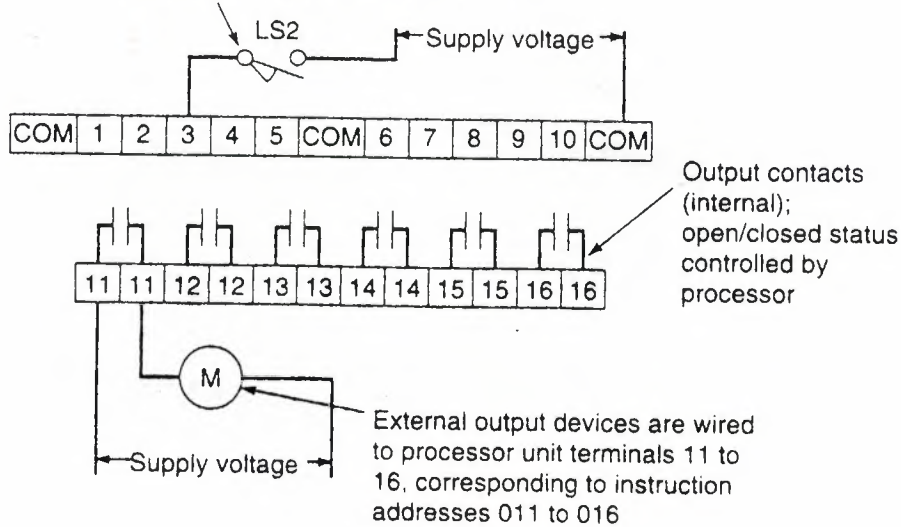 LS2
Supply voltage
COM 1 2 3 4 5 COM 6 7 8 9 10 COM
Output contacts
(internal);
open/closed status
controlled by
processor
11 11 12 12 13 13 14 14 15 15 16 16
M
External output devices are wired
to processor unit terminals 11 to
16, corresponding to instruction
addresses 011 to 016
Supply voltage